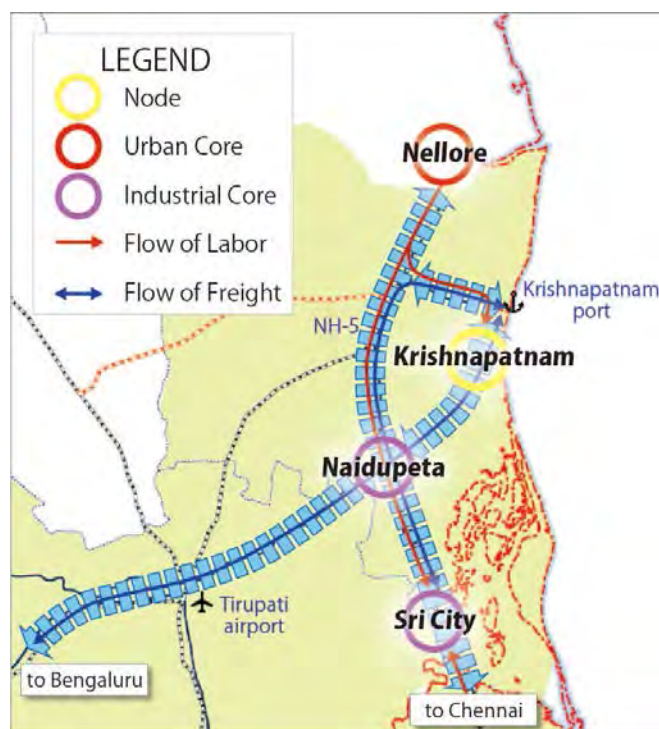 LEGEND
Node
Urban Core
Industrial Core
Flow of Labor
Flow of Freight
Nellore
Krishnapatnam
port
NH-5
Krishnapatnam
Naidupeta
Tirupati
airport
Sri City
to Bengaluru
to Chennai